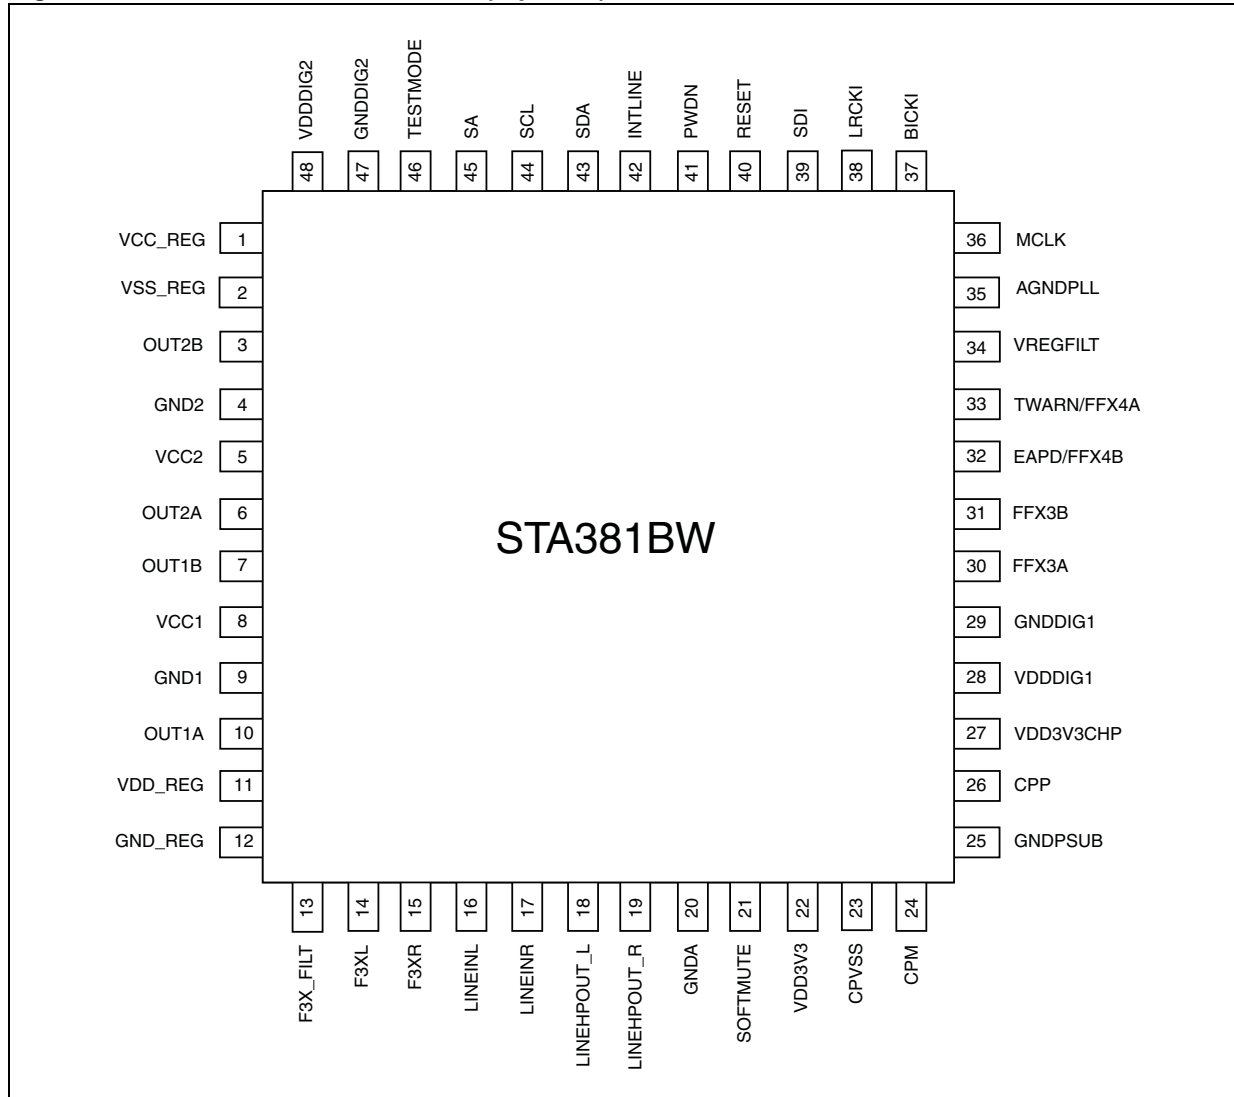 VDDDIG2
GNDDIG2
TESTMODE
SA
SCL
SDA
INTLINE
PWDN
RESET
SDI
LRCKI
BICKI
48
47
46
45
44
43
42
41
40
39
38
37
VCC_REG 1
VSS_REG 2
OUT2B 3
GND2 4
VCC2 5
OUT2A 6
OUT1B 7
VCC1 8
GND1 9
OUT1A 10
VDD_REG 11
GND_REG 12
STA381BW
36 MCLK
35 AGNDPLL
34 VREGFILT
33 TWARN/FFX4A
32 EAPD/FFX4B
31 FFX3B
30 FFX3A
29 GNDDIG1
28 VDDDIG1
27 VDD3V3CHP
26 CPP
25 GNDPSUB
13
14
15
16
17
18
19
20
21
22
23
24
F3X_FILT
F3XL
F3XR
LINEINL
LINEINR
LINEHPOUT_L
LINEHPOUT_R
GNDA
SOFTMUTE
VDD3V3
CPVSS
CPM